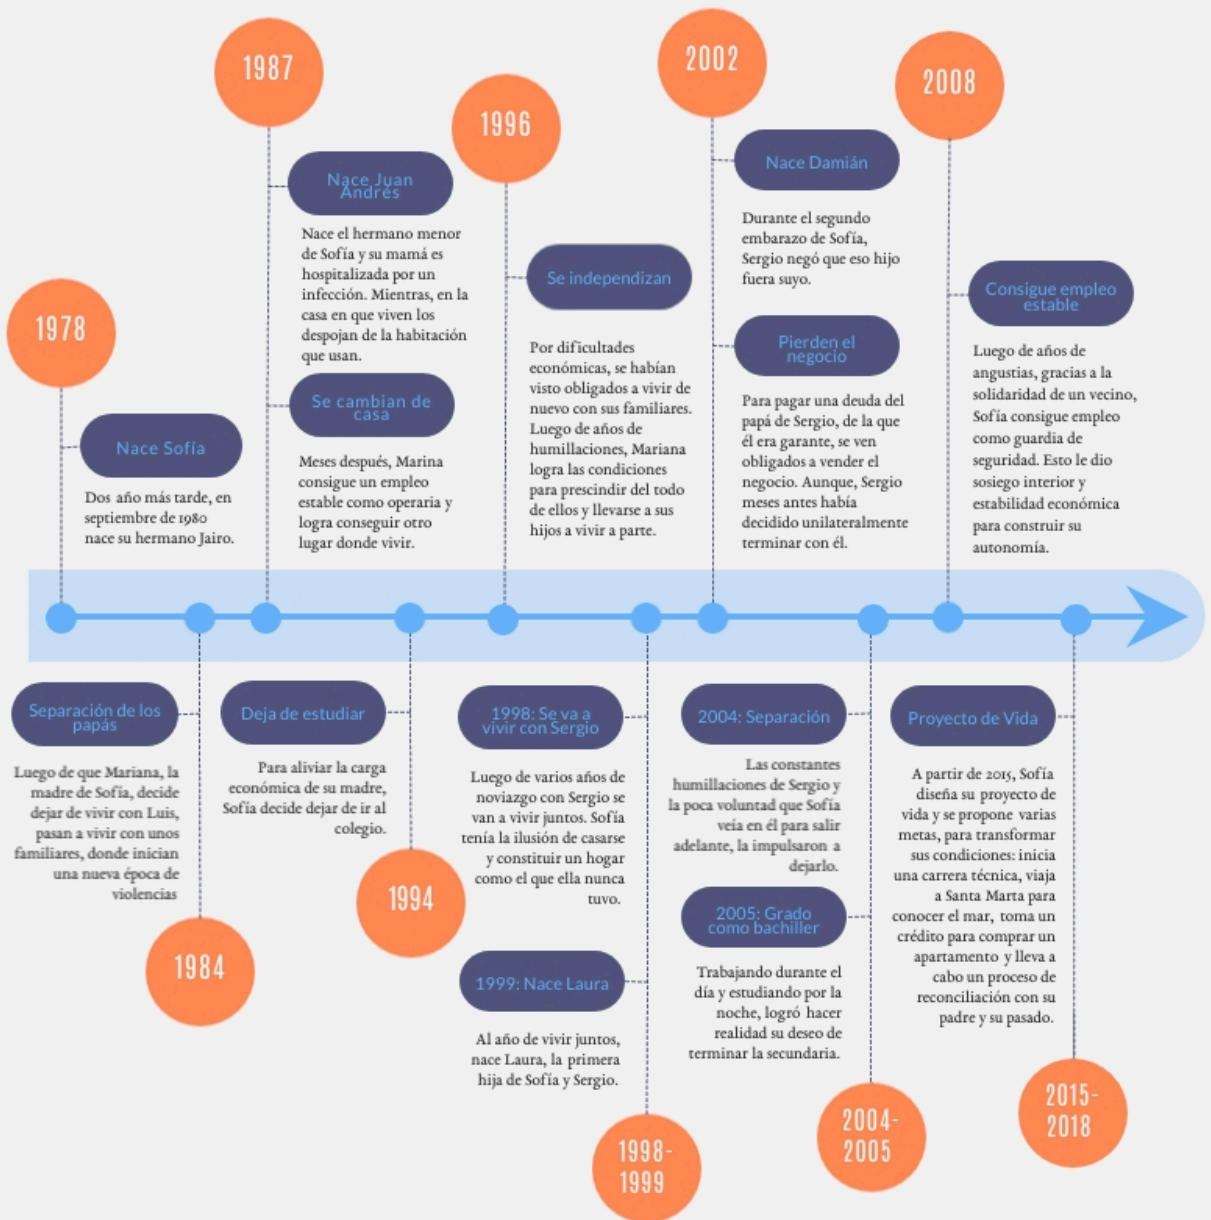 1978
Nace Sofía
Dos año más tarde, en
septiembre de 1980
nace su hermano Jairo.
Separación de los
papás
Luego de que Mariana, la
madre de Sofía, decide
dejar de vivir con Luis,
pasan a vivir con unos
familiares, donde inician
una nueva época de
violencias
1984
1987
Nace Juan
Andrés
Nace el hermano menor
de Sofía y su mamá es
hospitalizada por un
infección. Mientras, en la
casa en que viven los
despojan de la habitación
que usan.
Se cambian de
casa
Meses después, Marina
consigue un empleo
estable como operaria y
logra conseguir otro
lugar donde vivir.
Deja de estudiar
Para aliviar la carga
económica de su madre,
Sofía decide dejar de ir al
colegio.
1994
1996
Se independizan
Por dificultades
económicas, se habían
visto obligados a vivir de
nuevo con sus familiares.
Luego de años de
humillaciones, Mariana
logra las condiciones
para prescindir del todo
de ellos y llevarse a sus
hijos a vivir a parte.
1998: Se va a
vivir con Sergio
Luego de varios años de
noviazgo con Sergio se
van a vivir juntos. Sofía
tenía la ilusión de casarse
y constituir un hogar
como el que ella nunca
tuvo.
1999: Nace Laura
Al año de vivir juntos,
nace Laura, la primera
hija de Sofía y Sergio.
1998-
1999
2002
Nace Damián
Durante el segundo
embarazo de Sofía,
Sergio negó que eso hijo
fuera suyo.
Pierden el
negocio
Para pagar una deuda del
papá de Sergio, de la que
él era garante, se ven
obligados a vender el
negocio. Aunque, Sergio
meses antes había
decidido unilateralmente
terminar con él.
2004: Separación
Las constantes
humillaciones de Sergio y
la poca voluntad que Sofía
veía en él para salir
adelante, la impulsaron a
dejarlo.
2005: Grado
como bachiller
Trabajando durante el
día y estudiando por la
noche, logró hacer
realidad su deseo de
terminar la secundaria.
2004-
2005
2008
Consigue empleo
estable
Luego de años de
angustias, gracias a la
solidaridad de un vecino,
Sofía consigue empleo
como guardia de
seguridad. Esto le dio
sosiego interior y
estabilidad económica
para construir su
autonomía.
Proyecto de Vida
A partir de 2015, Sofía
diseña su proyecto de
vida y se propone varias
metas, para transformar
sus condiciones: inicia
una carrera técnica, viaja
a Santa Marta para
conocer el mar, toma un
crédito para comprar un
apartamento y lleva a
cabo un proceso de
reconciliación con su
padre y su pasado.
2015-
2018